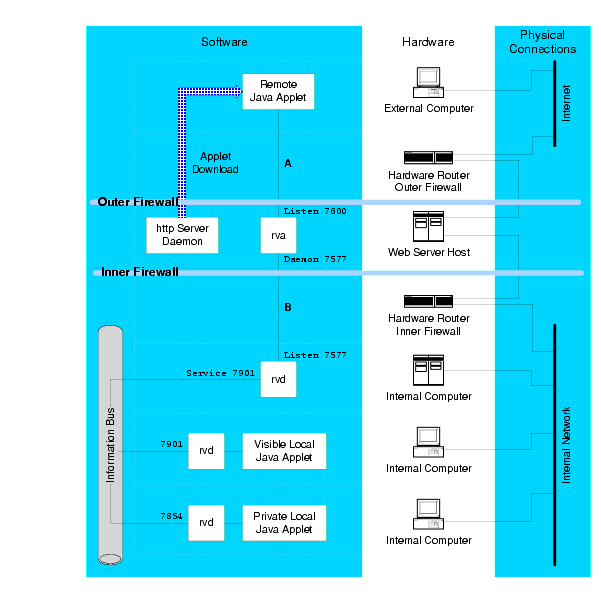 Software
Hardware
Physical
Connections
Remote
Java Applet
External Computer
Internet
Applet
Download
A
Hardware Router
Outer Firewall
Outer Firewall
Listen 7600
http Server
Daemon
rva
Web Server Host
Daemon 7577
Inner Firewall
B
Hardware Router
Inner Firewall
Listen 7577
Service 7901
rvd
Internal Computer
Information Bus
Internal Network
7901
rvd
Visible Local
Java Applet
Internal Computer
7854
rvd
Private Local
Java Applet
Internal Computer